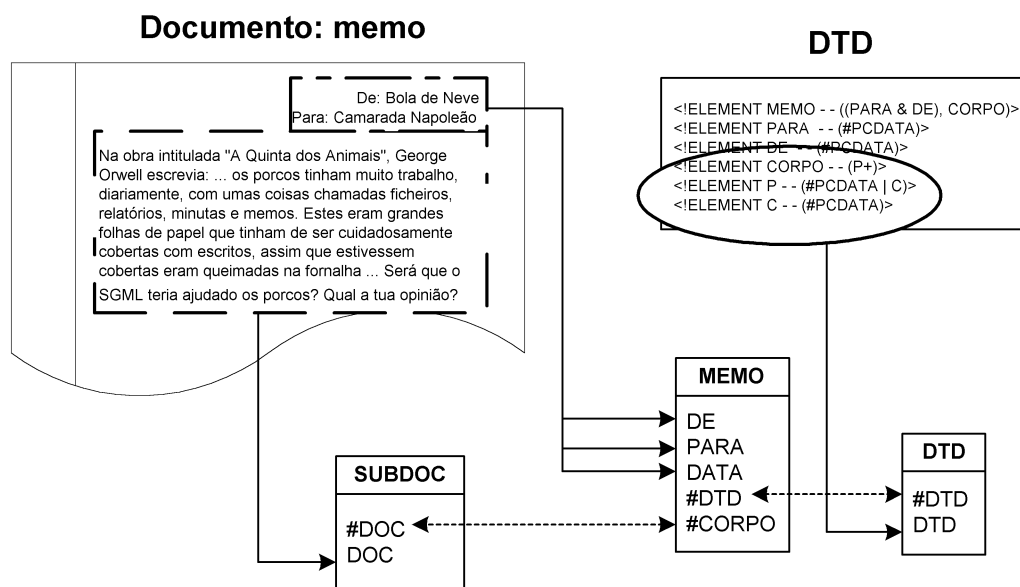 Documento: memo
De: Bola de Neve
Para: Camarada Napoleão
Na obra intitulada "A Quinta dos Animais", George
Orwell escrevia: ... os porcos tinham muito trabalho,
diariamente, com umas coisas chamadas ficheiros,
relatórios, minutas e memos. Estes eram grandes
folhas de papel que tinham de ser cuidadosamente
cobertas com escritos, assim que estivessem
cobertas eram queimadas na fornalha ... Será que o
SGML teria ajudado os porcos? Qual a tua opinião?
DTD
<!ELEMENT MEMO - - ((PARA & DE), CORPO)>
<!ELEMENT PARA - - (#PCDATA)>
<!ELEMENT DE - - (#PCDATA)>
<!ELEMENT CORPO - - (P+)>
<!ELEMENT P - - (#PCDATA | C)>
<!ELEMENT C - - (#PCDATA)>
SUBDOC
#DOC
DOC
MEMO
DE
PARA
DATA
#DTD
#CORPO
DTD
#DTD
DTD